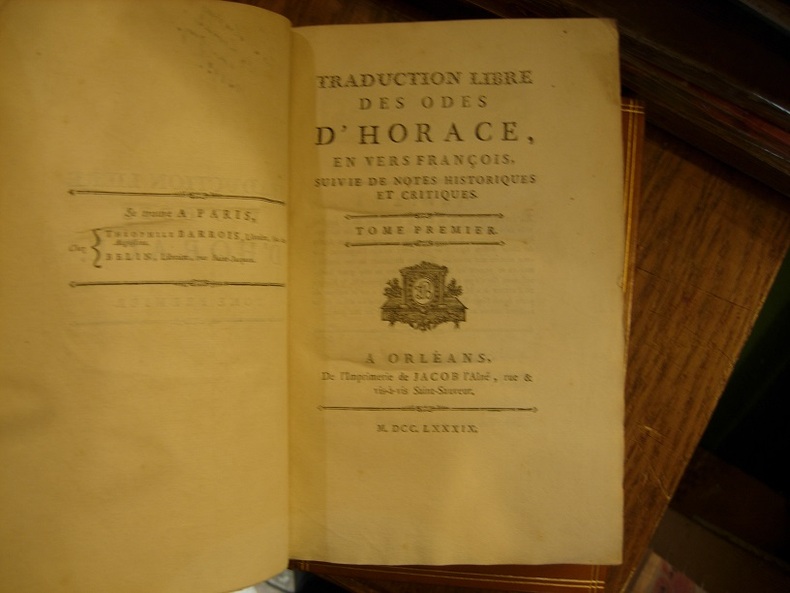 Se trouve A PARIS,
Chez THÉOPHILE BARROIS, Libraire, 
Augustins.
BELIN, Libraire, rue Saint-Jacques.
TRADUCTION LIBRE
DES ODES
D'HORACE,
EN VERS FRANÇOIS,
SUIVIE DE NOTES HISTORIQUES
ET CRITIQUES.
TOME PREMIER.
A ORLÉANS,
De l'Imprimerie de JACOB l'Aîné, rue &
vis-à-vis Saint-Sauveur.
M. DCC. LXXXIX.